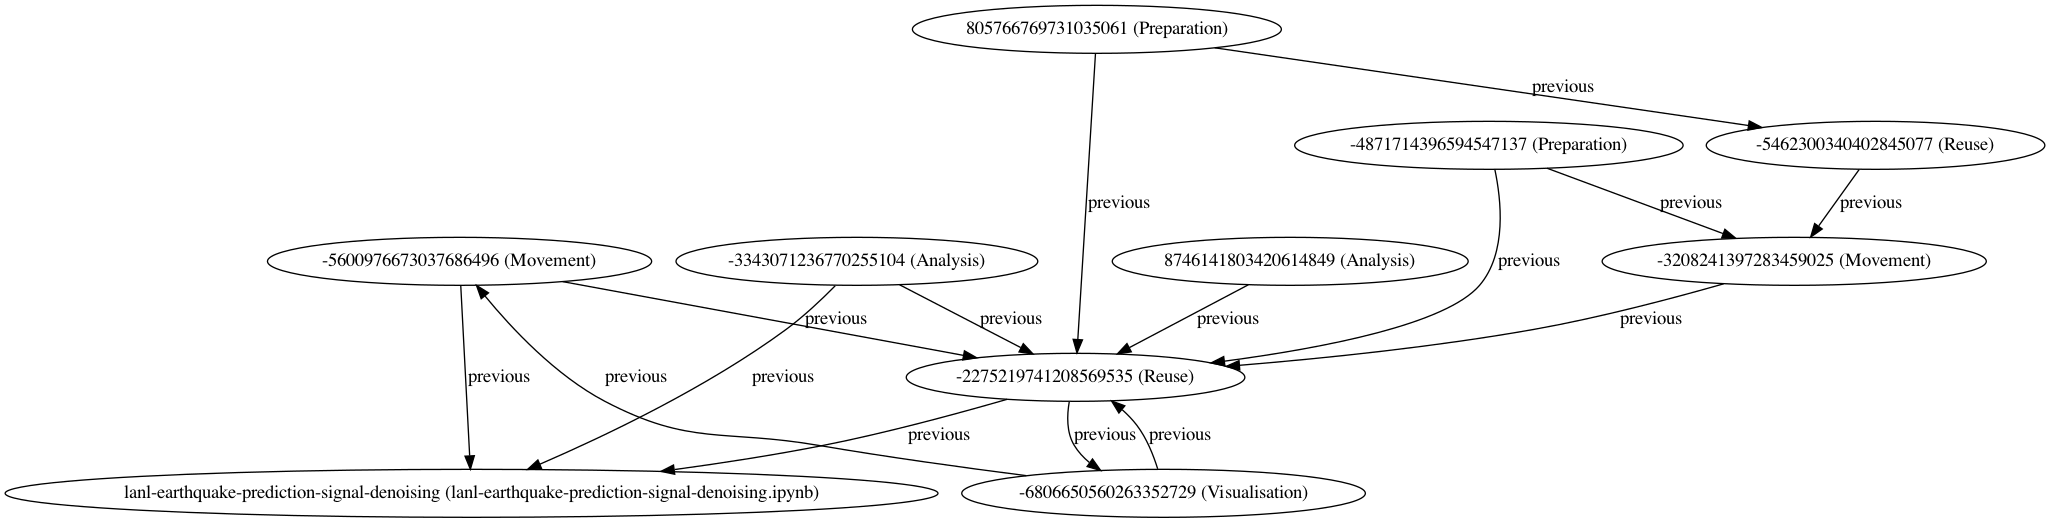 805766769731035061 (Preparation)
previous
-4871714396594547137 (Preparation)
-5462300340402845077 (Reuse)
previous
previous
previous
-5600976673037686496 (Movement)
-3343071236770255104 (Analysis)
8746141803420614849 (Analysis)
previous
-3208241397283459025 (Movement)
previous
previous
previous
previous
previous
previous
previous
-2275219741208569535 (Reuse)
previous
previous
previous
lanl-earthquake-prediction-signal-denoising (lanl-earthquake-prediction-signal-denoising.ipynb)
-6806650560263352729 (Visualisation)